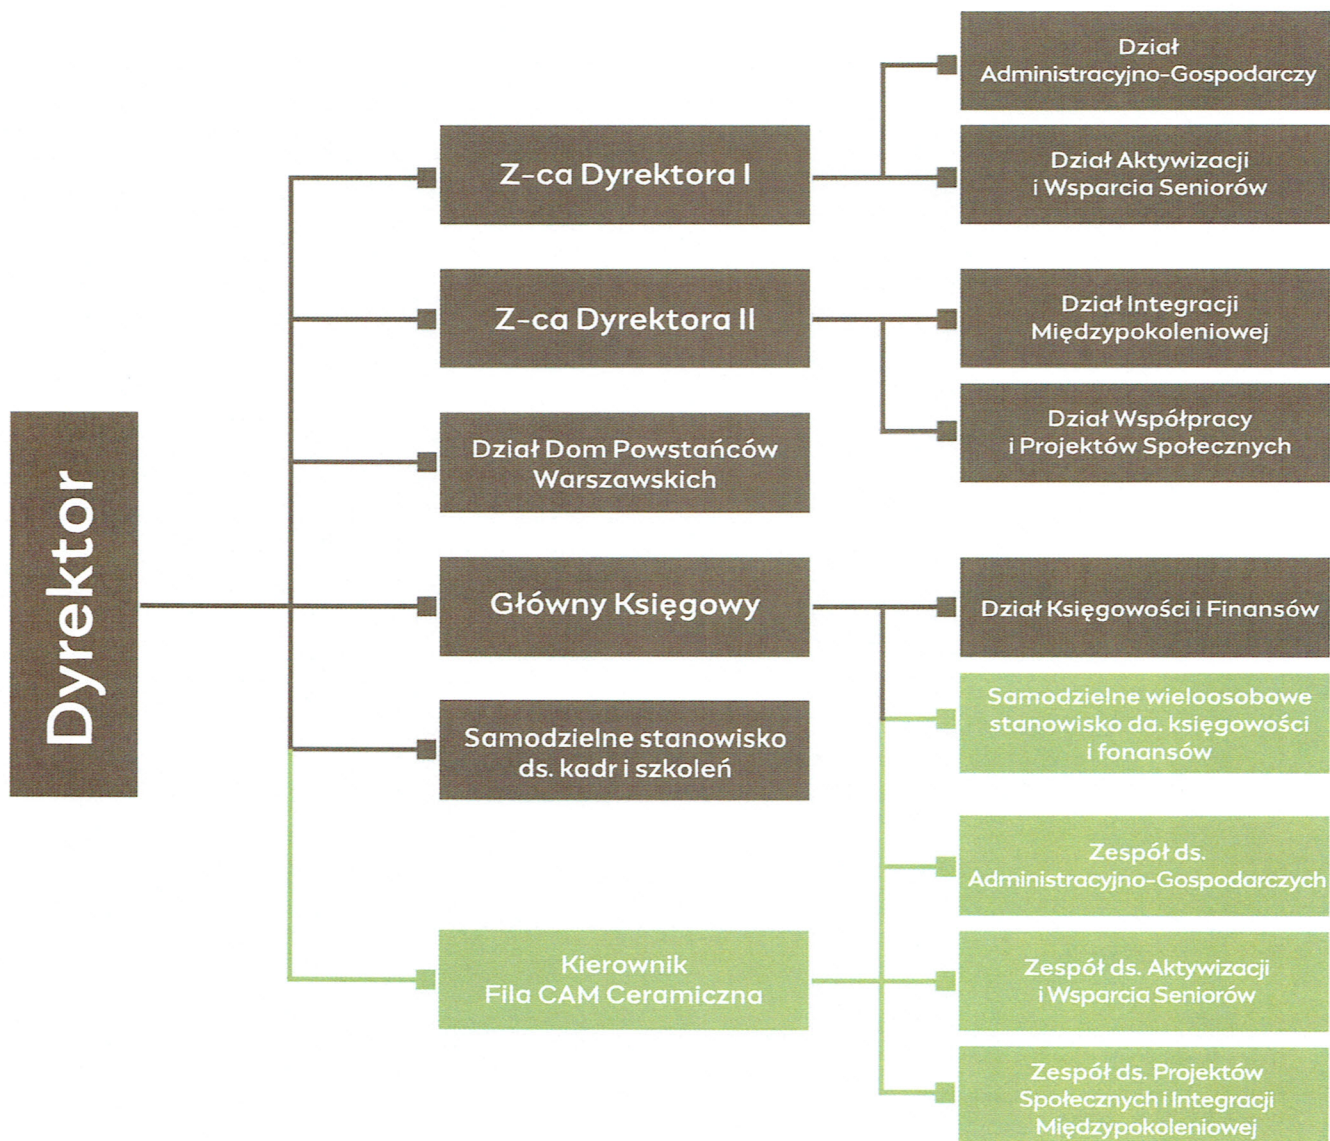 Dyrektor
Z-ca Dyrektora I
Z-ca Dyrektora II
Dział Dom Powstańców
Warszawskich
Główny Księgowy
Samodzielne stanowisko
ds. kadr i szkoleń
Kierownik
Fila CAM Ceramiczna
Dział
Administracyjno-Gospodarczy
Dział Aktywizacji
i Wsparcia Seniorów
Dział Integracji
Międzypokoleniowej
Dział Współpracy
i Projektów Społecznych
Dział Księgowości i Finansów
Samodzielne wieloosobowe
stanowisko da. księgowości
i fonansów
Zespół ds.
Administracyjno-Gospodarczych
Zespół ds. Aktywizacji
i Wsparcia Seniorów
Zespół ds. Projektów
Społecznych i Integracji
Międzypokoleniowej